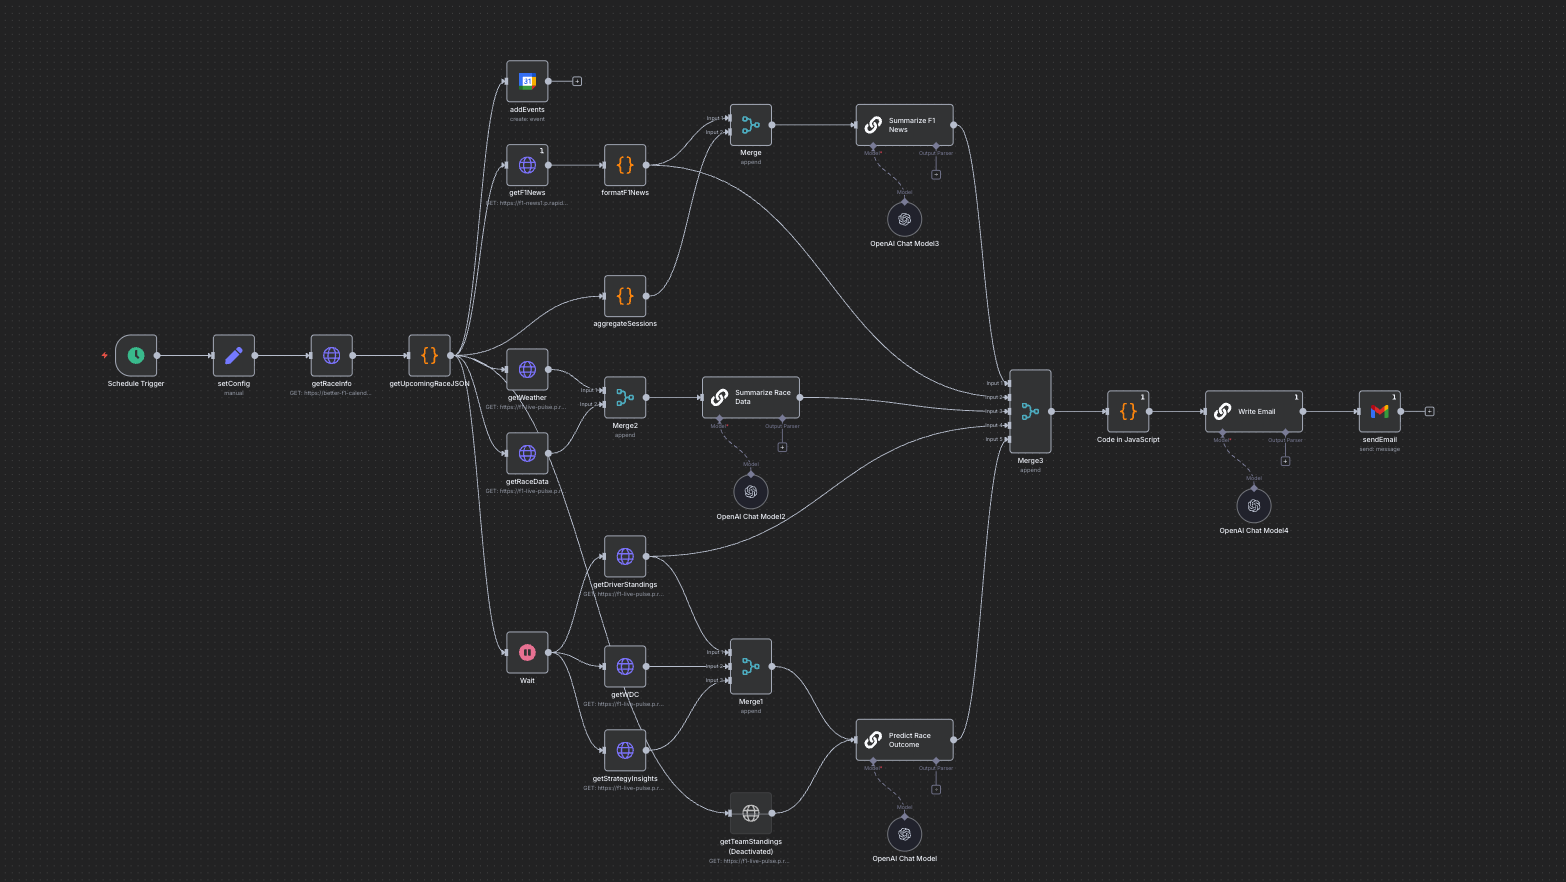 31
addEvents
create: event
1
getF1News
GET: https://f1-news1.p.rapid...
formatF1News
Input 1
Input 2
Merge
append
Summarize F1
News
Model*
Output Parser
Model
OpenAI Chat Model3
aggregateSessions
Schedule Trigger
setConfig
manual
getRaceInfo
GET: https://better-f1-calend...
getUpcomingRaceJSON
getWeather
GET: https://f1-live-pulse.p.r...
Input 1
Input 2
Merge2
append
Summarize Race
Data
Model*
Output Parser
Model
OpenAI Chat Model2
getRaceData
GET: https://f1-live-pulse.p.r...
Input 1
Input 2
Input 3
Input 4
Input 5
Merge3
append
1
Code in JavaScript
Write Email
1
Model*
Output Parser
Model
OpenAI Chat Model4
1
sendEmail
send: message
getDriverStandings
GET: https://f1-live-pulse.p.r...
Wait
getWDC
GET: https://f1-live-pulse.p.r...
Input 1
Input 2
Input 3
Merge1
append
getStrategyInsights
GET: https://f1-live-pulse.p.r...
Predict Race
Outcome
Model*
Output Parser
Model
OpenAI Chat Model
getTeamStandings
(Deactivated)
GET: https://f1-live-pulse.p.r...